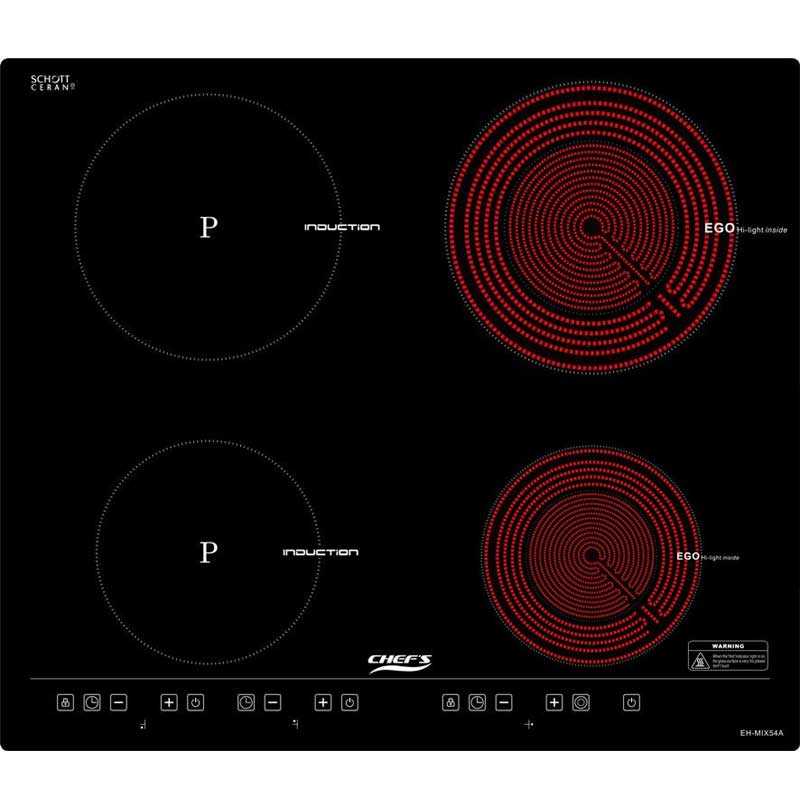 SCHOTT
CERAN®
P
INDUCTION
EGO Hi-light inside
P
INDUCTION
EGO Hi-light inside
CHEF'S
WARNING
EH-MIX54A